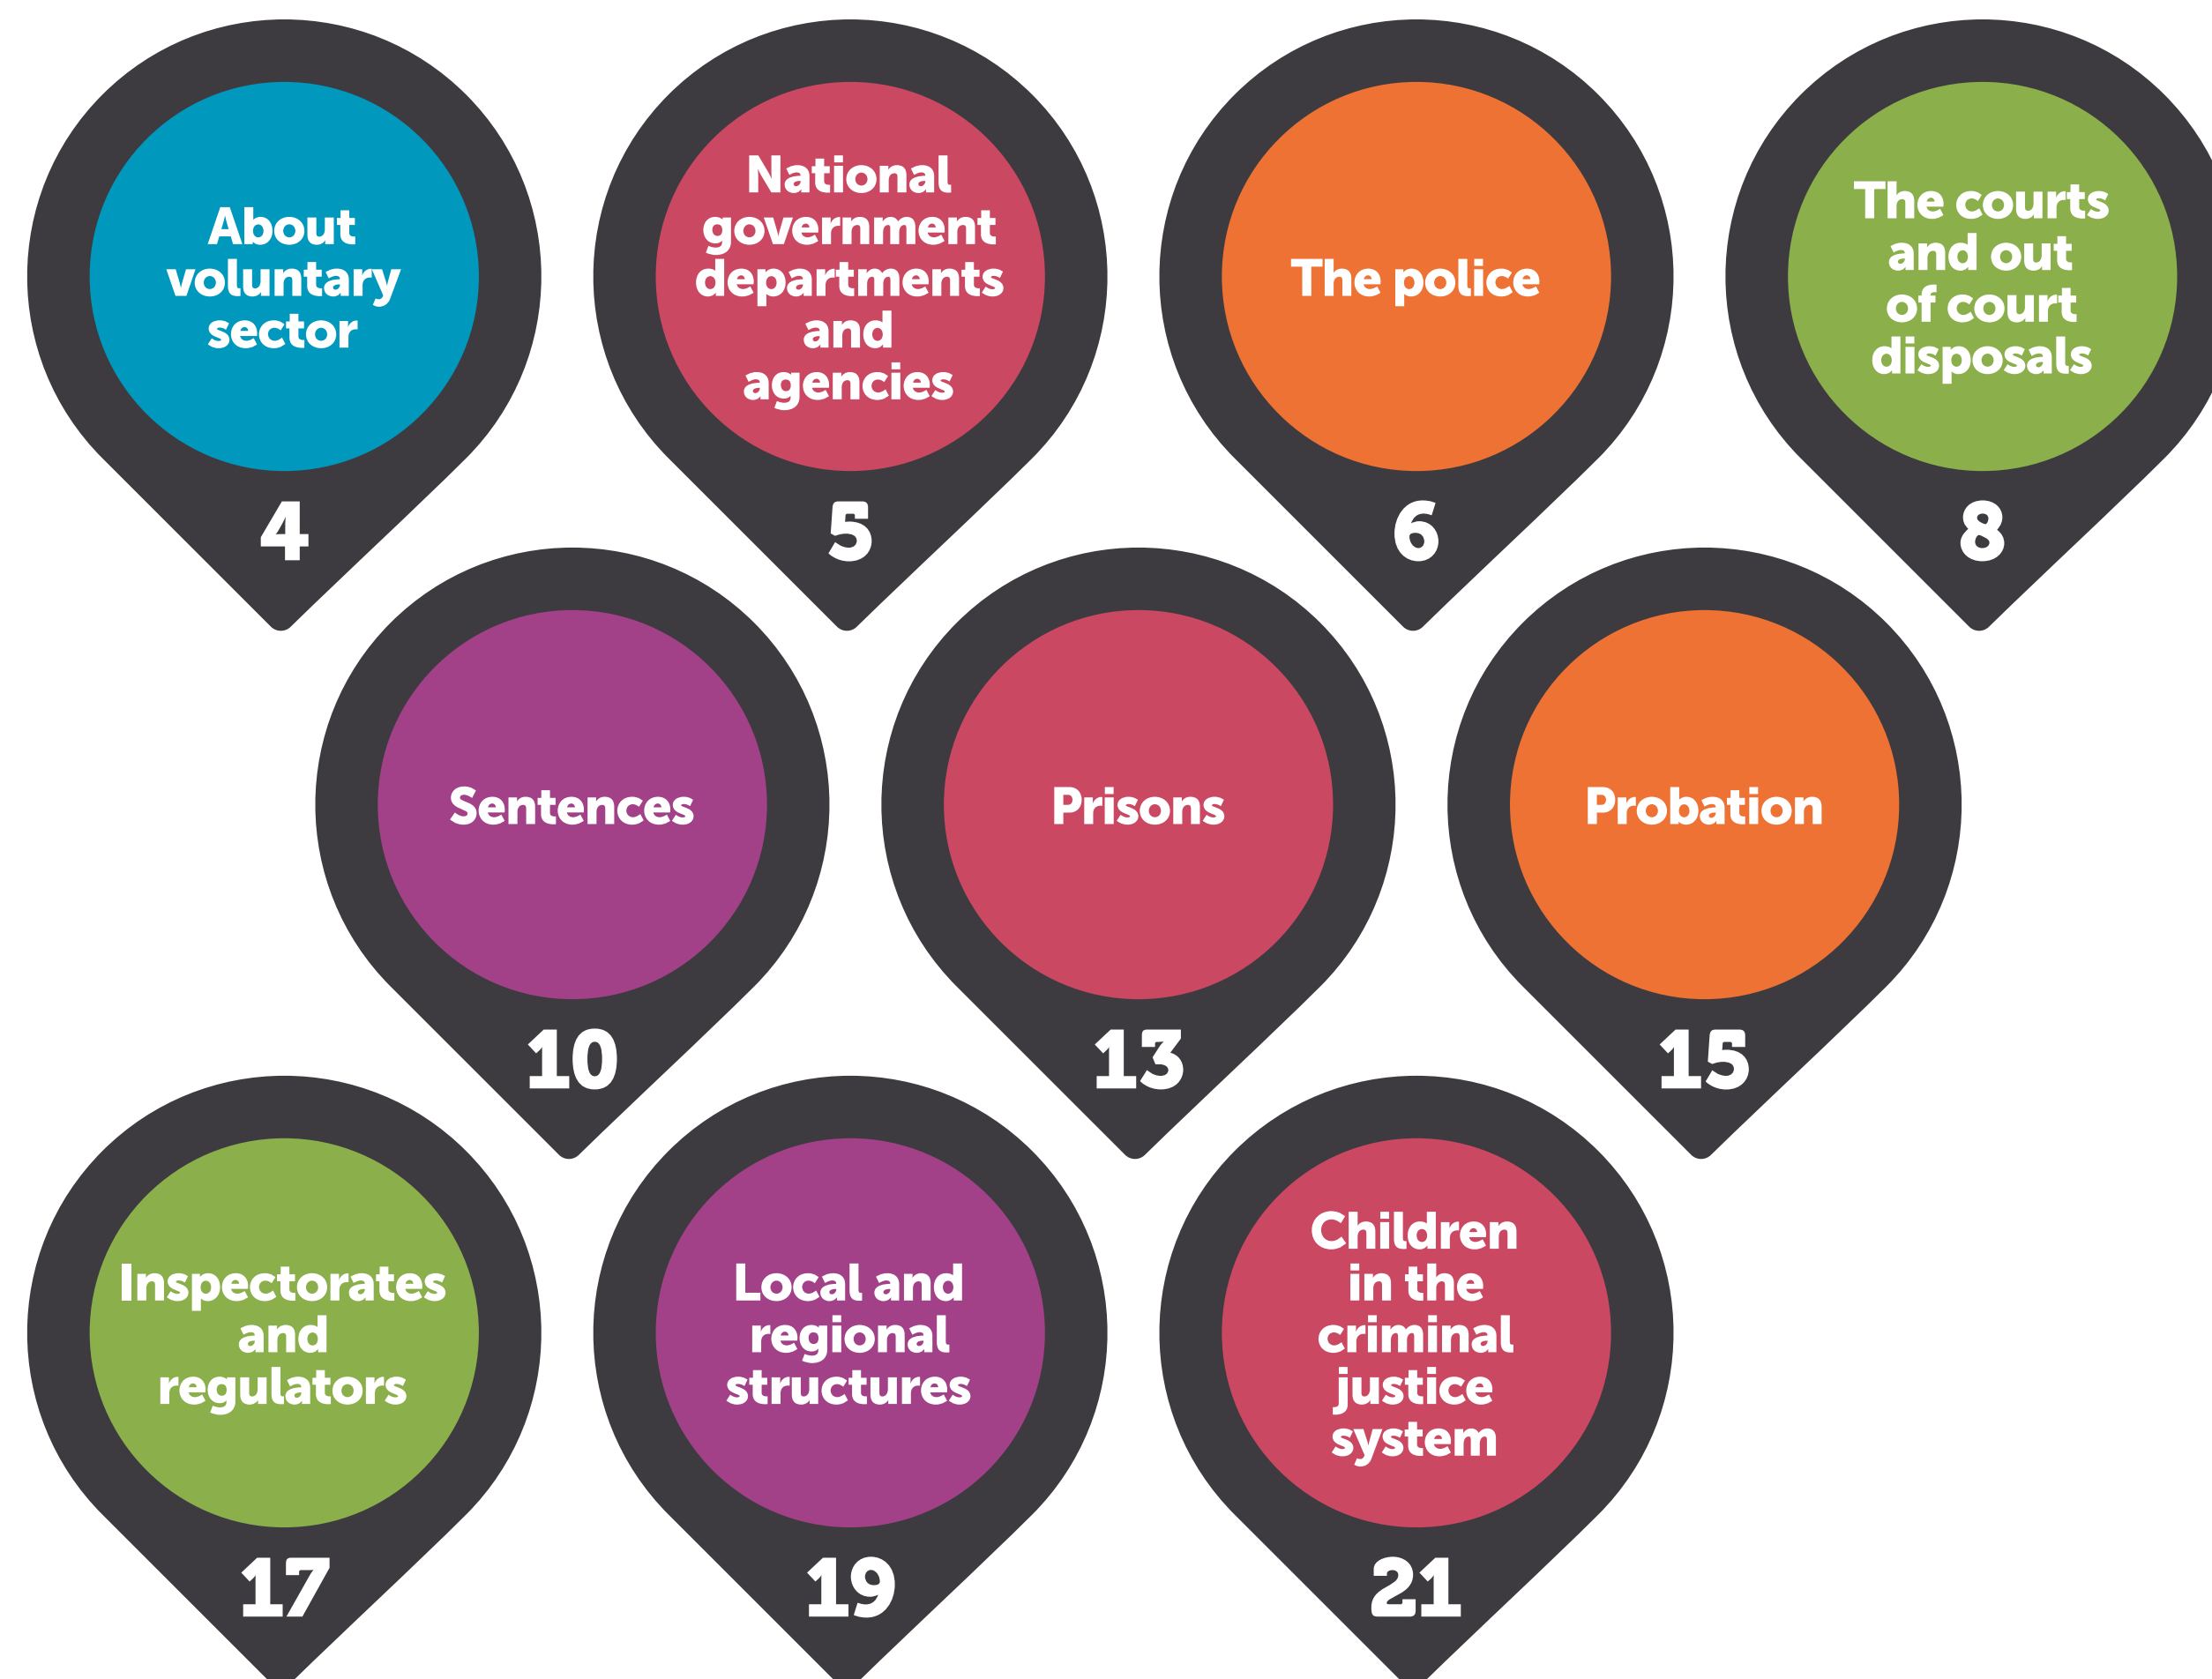 About
voluntary
sector
4
National
government
departments
and
agencies
5
The police
6
The courts
and out
of court
disposals
8
Sentences
10
Prisons
13
Probation
15
Inspectorates
and
regulators
17
Local and
regional
structures
19
Children
in the
criminal
justice
system
21